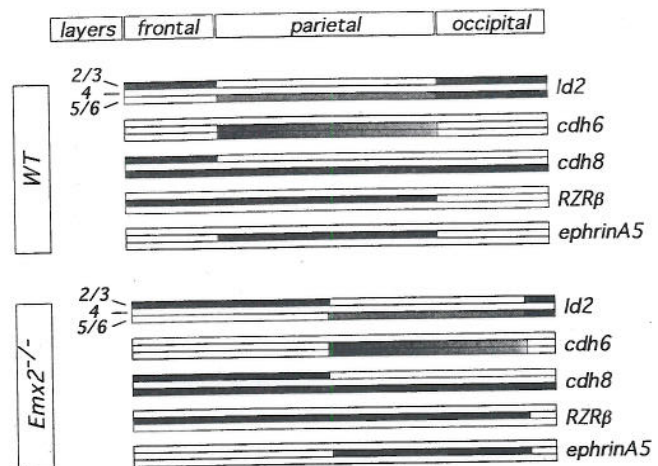 layers frontal parietal occipital
WT
2/3
4
5/6
Id2
cdh6
cdh8
RZRβ
ephrinA5
Emx2-/-
2/3
4
5/6
Id2
cdh6
cdh8
RZRβ
ephrinA5